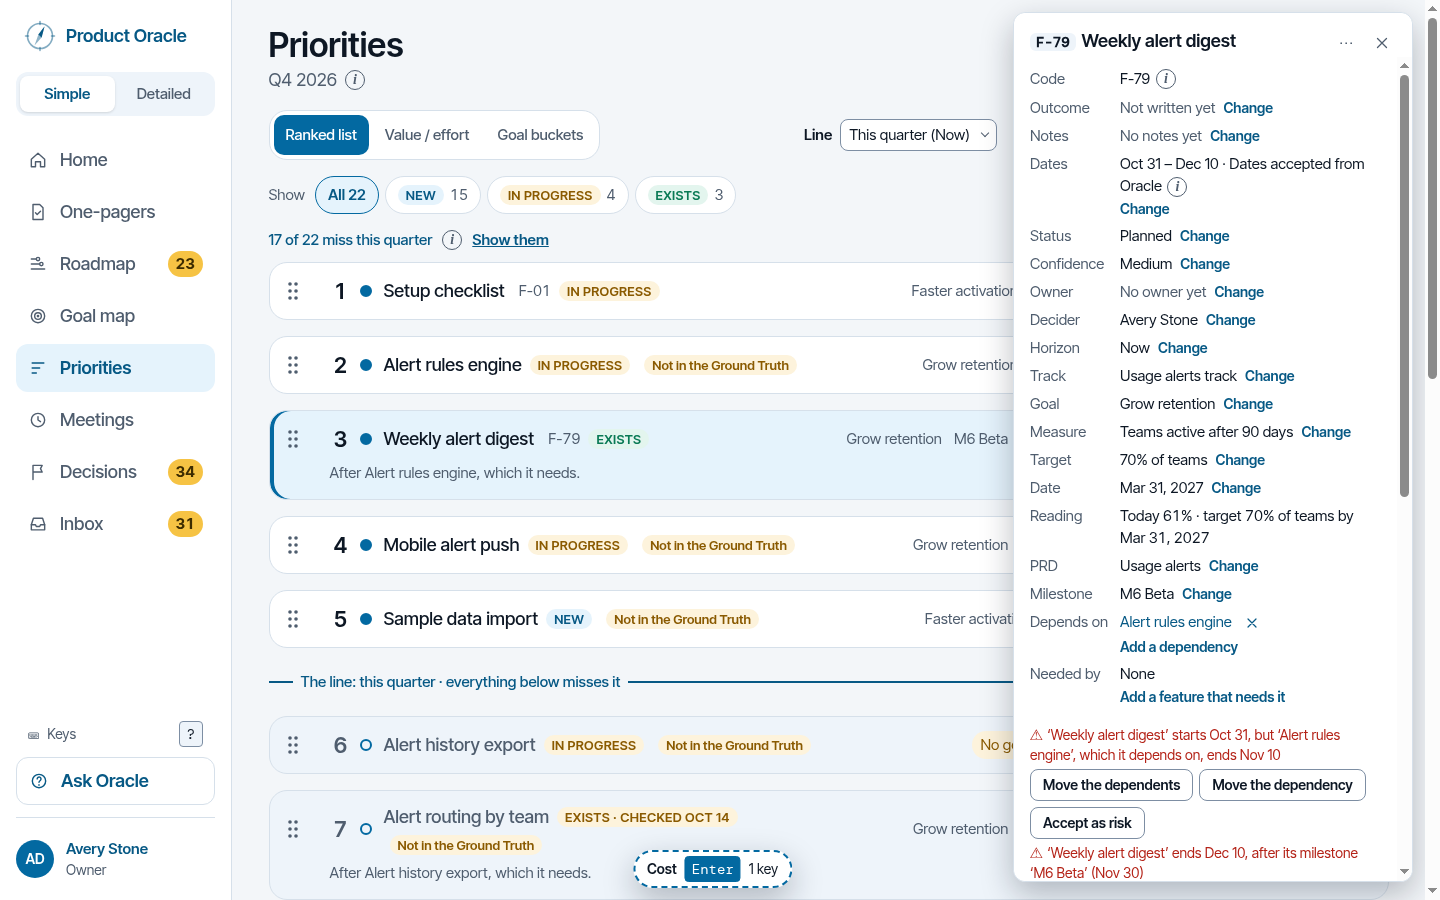 Product Oracle
Simple
Detailed
Home
One-pagers
Roadmap 23
Goal map
Priorities
Meetings
Decisions 34
Inbox 31
Keys ?
Ask Oracle
AD
Avery Stone
Owner
Priorities
Q4 2026 i
Ranked list
Value / effort
Goal buckets
Line This quarter (Now)
Show All 22 NEW 15 IN PROGRESS 4 EXISTS 3
17 of 22 miss this quarter i Show them
1 Setup checklist F-01 IN PROGRESS Faster activation
2 Alert rules engine IN PROGRESS Not in the Ground Truth Grow retention
3 Weekly alert digest F-79 EXISTS Grow retention M6 Beta
After Alert rules engine, which it needs.
4 Mobile alert push IN PROGRESS Not in the Ground Truth Grow retention
5 Sample data import NEW Not in the Ground Truth Faster activati
The line: this quarter · everything below misses it
6 Alert history export IN PROGRESS Not in the Ground Truth No go
7 Alert routing by team EXISTS · CHECKED OCT 14 Grow retention
Not in the Ground Truth
After Alert history export, which it needs.
Cost Enter 1 key
F-79 Weekly alert digest ...
Code F-79 i
Outcome Not written yet Change
Notes No notes yet Change
Dates Oct 31 – Dec 10 · Dates accepted from
Oracle i
Change
Status Planned Change
Confidence Medium Change
Owner No owner yet Change
Decider Avery Stone Change
Horizon Now Change
Track Usage alerts track Change
Goal Grow retention Change
Measure Teams active after 90 days Change
Target 70% of teams Change
Date Mar 31, 2027 Change
Reading Today 61% · target 70% of teams by
Mar 31, 2027
PRD Usage alerts Change
Milestone M6 Beta Change
Depends on Alert rules engine ×
Add a dependency
Needed by None
Add a feature that needs it
⚠ ‘Weekly alert digest’ starts Oct 31, but ‘Alert rules
engine’, which it depends on, ends Nov 10
Move the dependents
Move the dependency
Accept as risk
⚠ ‘Weekly alert digest’ ends Dec 10, after its milestone
‘M6 Beta’ (Nov 30)